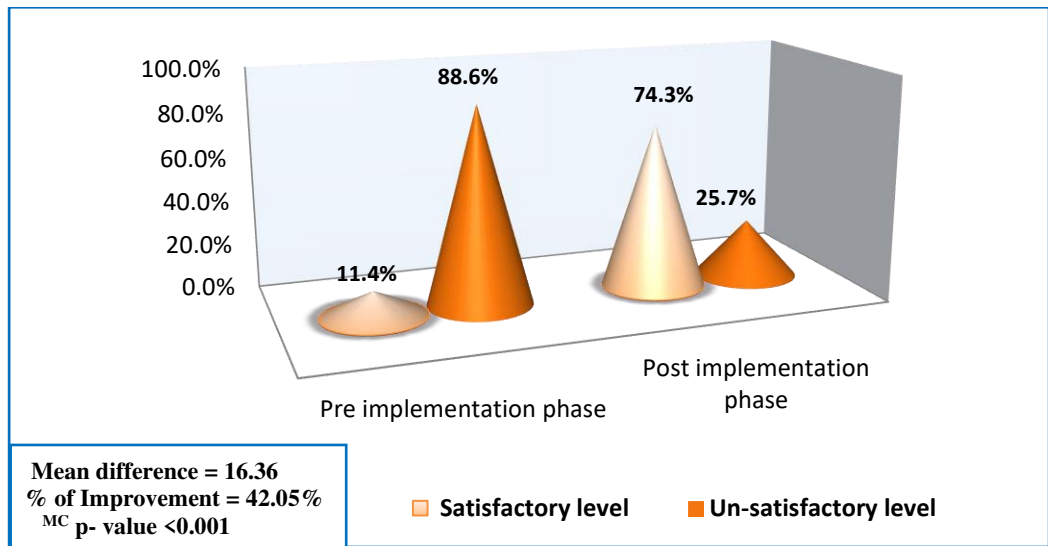 100.0%
80.0%
60.0%
40.0%
20.0%
0.0%
11.4%
88.6%
74.3%
25.7%
Pre implementation phase
Post implementation
phase
Mean difference = 16.36
% of Improvement = 42.05%
MC p- value <0.001
Satisfactory level
Un-satisfactory level